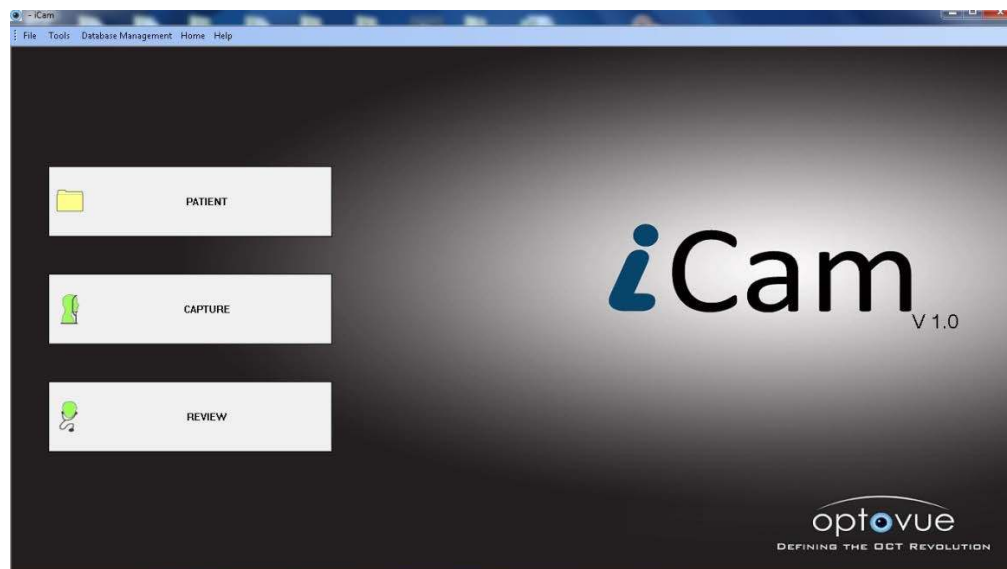 - iCam
File Tools Database Management Home Help
PATIENT
CAPTURE
REVIEW
iCam
V 1.0
optovue
DEFINING THE OCT REVOLUTION